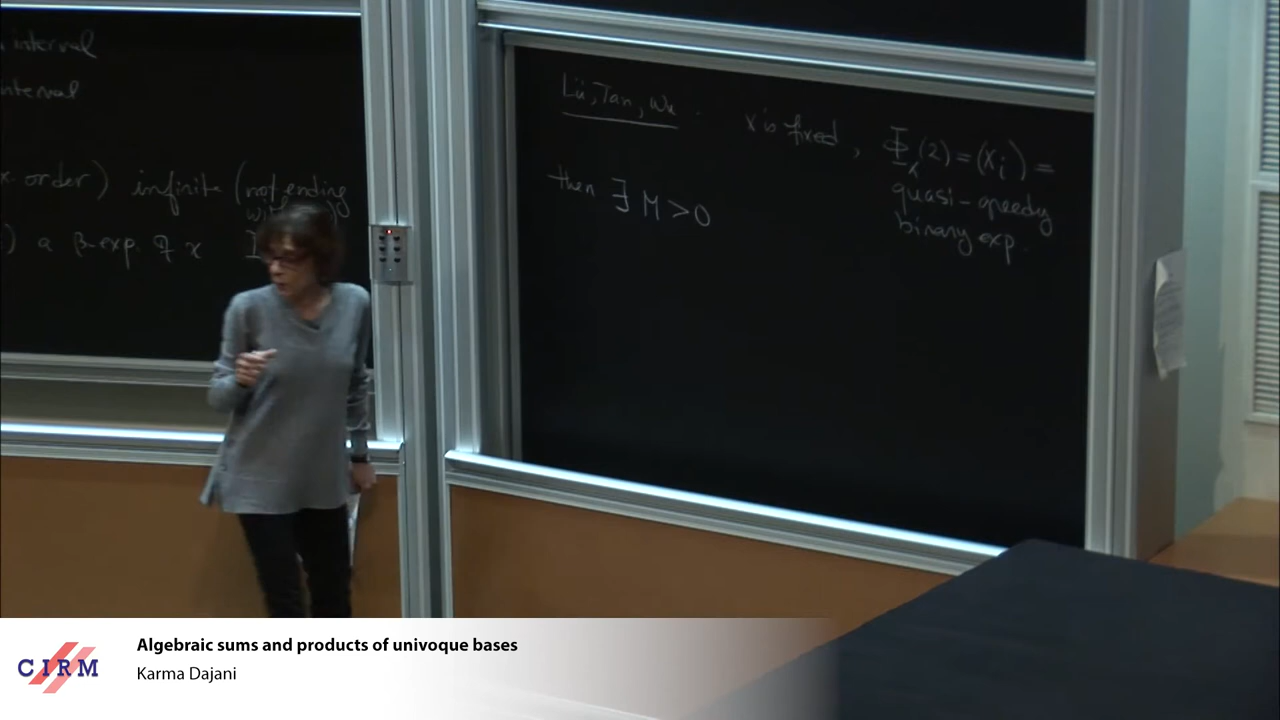 interval
interval
order) infinite (not ending
with
) a β-exp. of x
Lü, Tan, Wu
x is fixed, Φ_x(2) = (x_i) =
quasi-greedy
binary exp.
then ∃ M > 0
CIRM
Algebraic sums and products of univoque bases
Karma Dajani